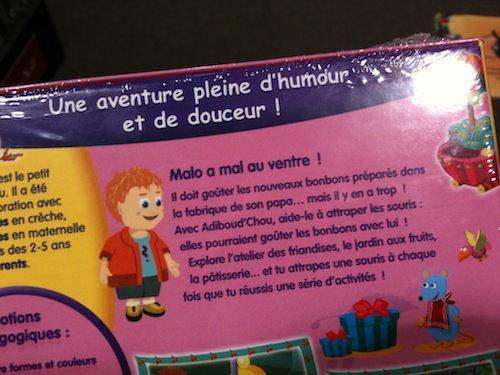 Une aventure pleine d'humour
et de douceur !
est le petit
u. Il a été
oration avec
es en crèche,
es en maternelle
s des 2-5 ans
rents.
Malo a mal au ventre !
Il doit goûter les nouveaux bonbons préparés dans
la fabrique de son papa... mais il y en a trop !
Avec Adiboud'Chou, aide-le à attraper les souris :
elles pourraient goûter les bonbons avec lui !
Explore l'atelier des friandises, le jardin aux fruits,
la pâtisserie... et tu attrapes une souris à chaque
fois que tu réussis une série d'activités !
otions
gogiques :
re formes et couleurs